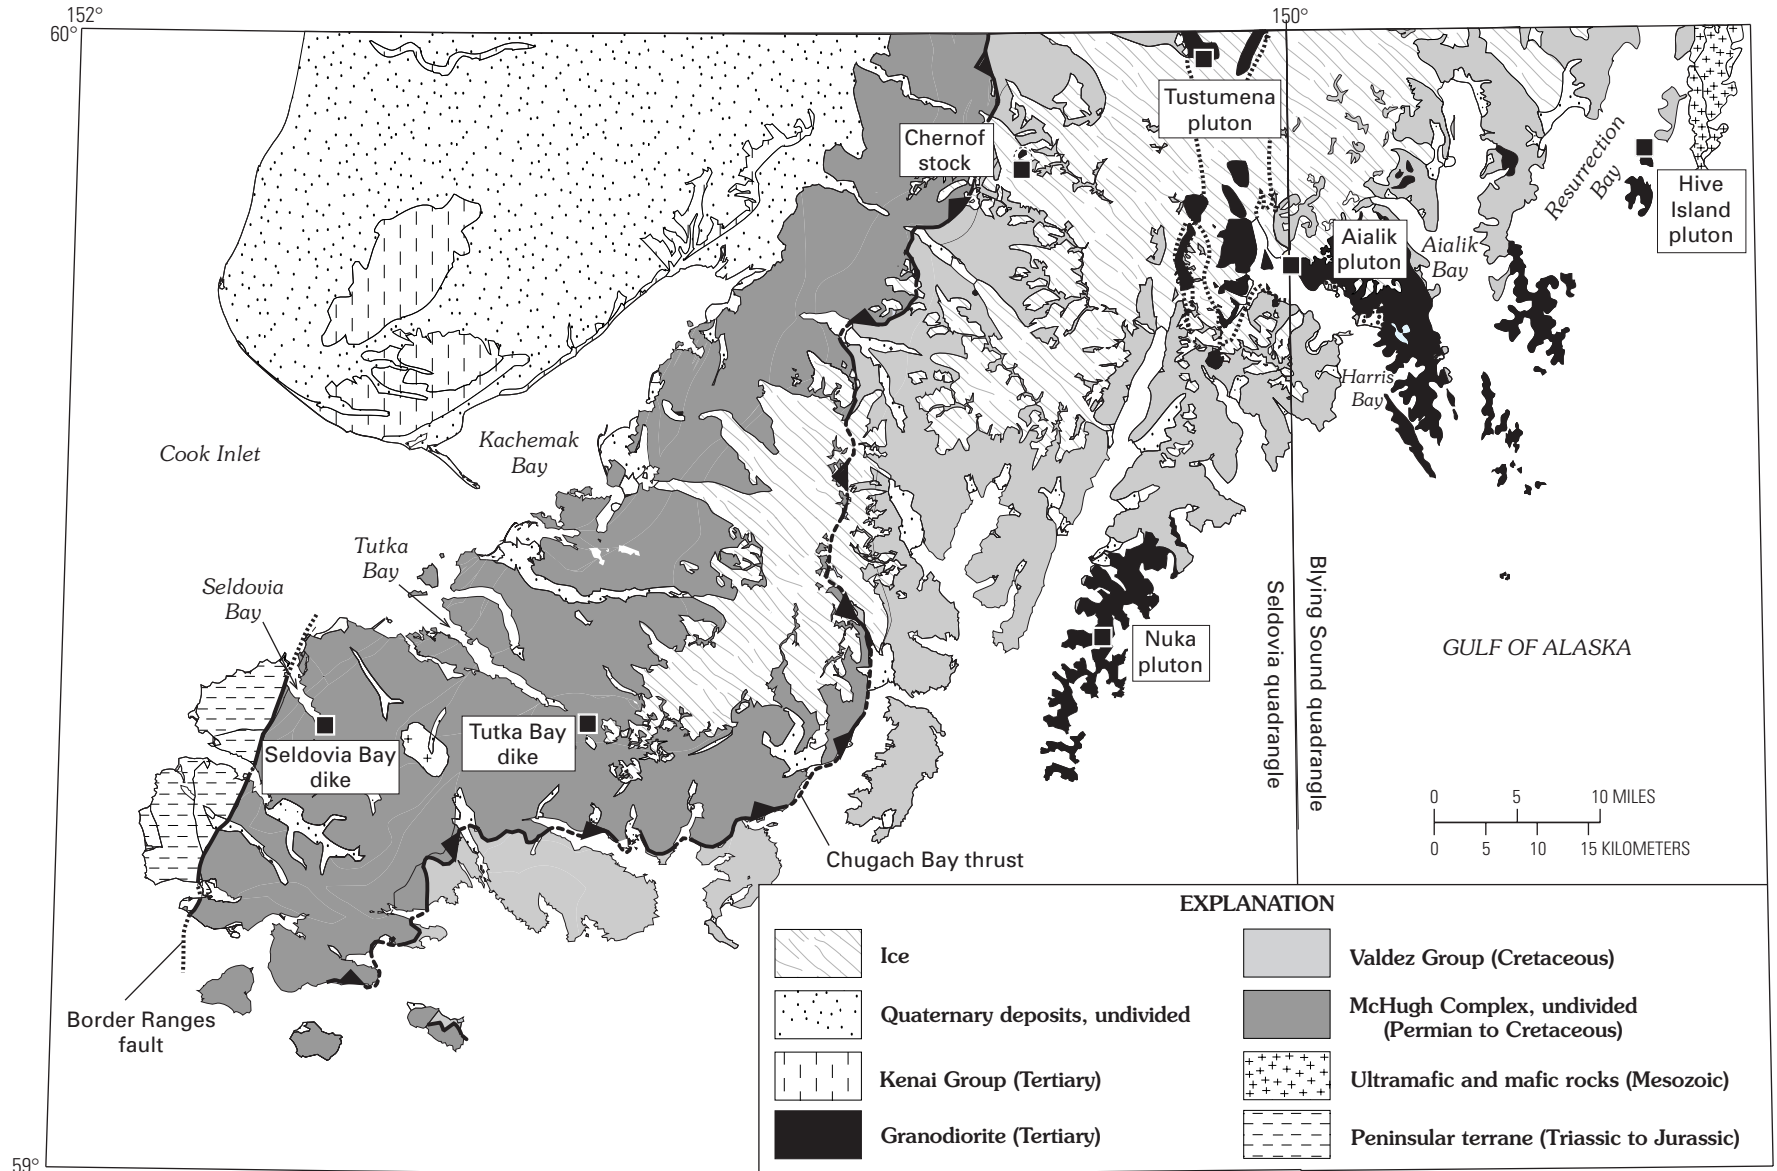 152°
150°
60°
Tustumena
pluton
Chernof
stock
Resurrection
Bay
Hive
Island
pluton
Aialik
pluton
Aialik
Bay
Harris
Bay
Cook Inlet
Kachemak
Bay
Tutka
Bay
Seldovia
Bay
Seldovia quadrangle
Blying Sound quadrangle
Nuka
pluton
GULF OF ALASKA
Tutka Bay
dike
Seldovia Bay
dike
0 5 10 MILES
0 5 10 15 KILOMETERS
Chugach Bay thrust
Border Ranges
fault
59°
EXPLANATION
Ice
Quaternary deposits, undivided
Kenai Group (Tertiary)
Granodiorite (Tertiary)
Valdez Group (Cretaceous)
McHugh Complex, undivided
(Permian to Cretaceous)
Ultramafic and mafic rocks (Mesozoic)
Peninsular terrane (Triassic to Jurassic)